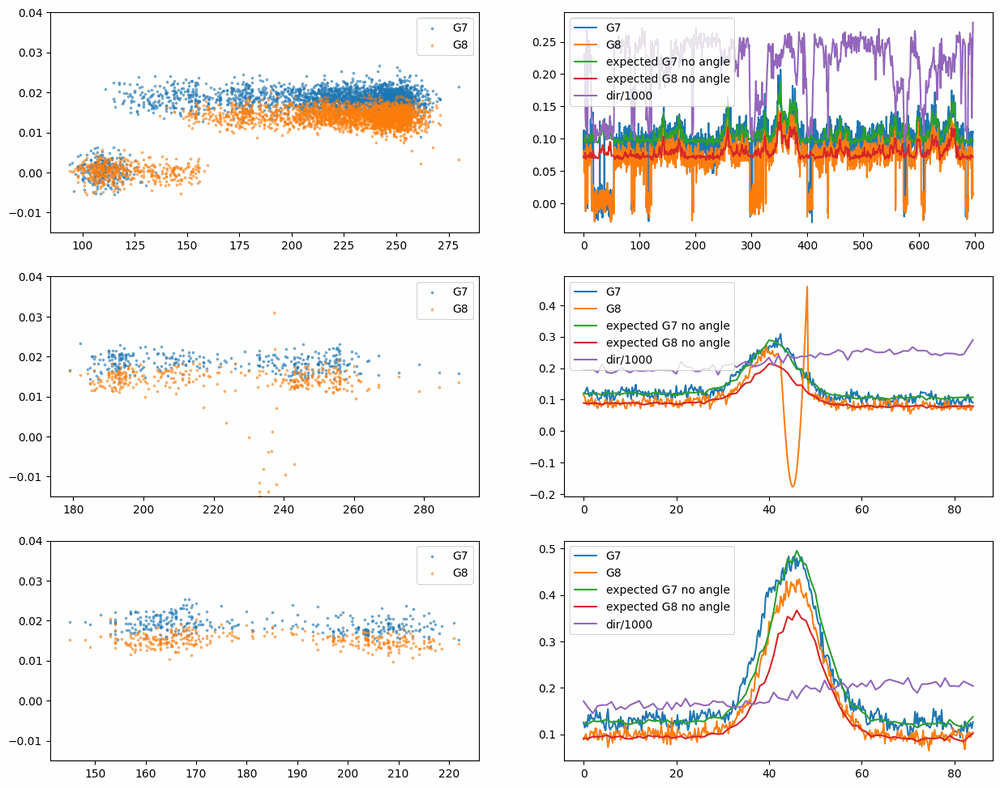 0.04
0.03
0.02
0.01
0.00
−0.01
100 125 150 175 200 225 250 275
G7
G8
0.25
0.20
0.15
0.10
0.05
0.00
0 100 200 300 400 500 600 700
G7
G8
expected G7 no angle
expected G8 no angle
dir/1000
0.04
0.03
0.02
0.01
0.00
−0.01
180 200 220 240 260 280
G7
G8
0.4
0.3
0.2
0.1
0.0
−0.1
−0.2
0 20 40 60 80
G7
G8
expected G7 no angle
expected G8 no angle
dir/1000
0.04
0.03
0.02
0.01
0.00
−0.01
150 160 170 180 190 200 210 220
G7
G8
0.5
0.4
0.3
0.2
0.1
0 20 40 60 80
G7
G8
expected G7 no angle
expected G8 no angle
dir/1000